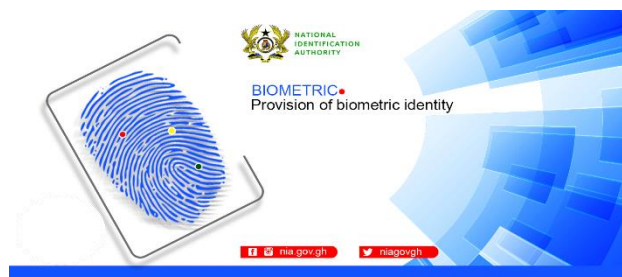 NATIONAL
IDENTIFICATION
AUTHORITY
BIOMETRIC
Provision of biometric identity
nia.gov.gh
niagovgh